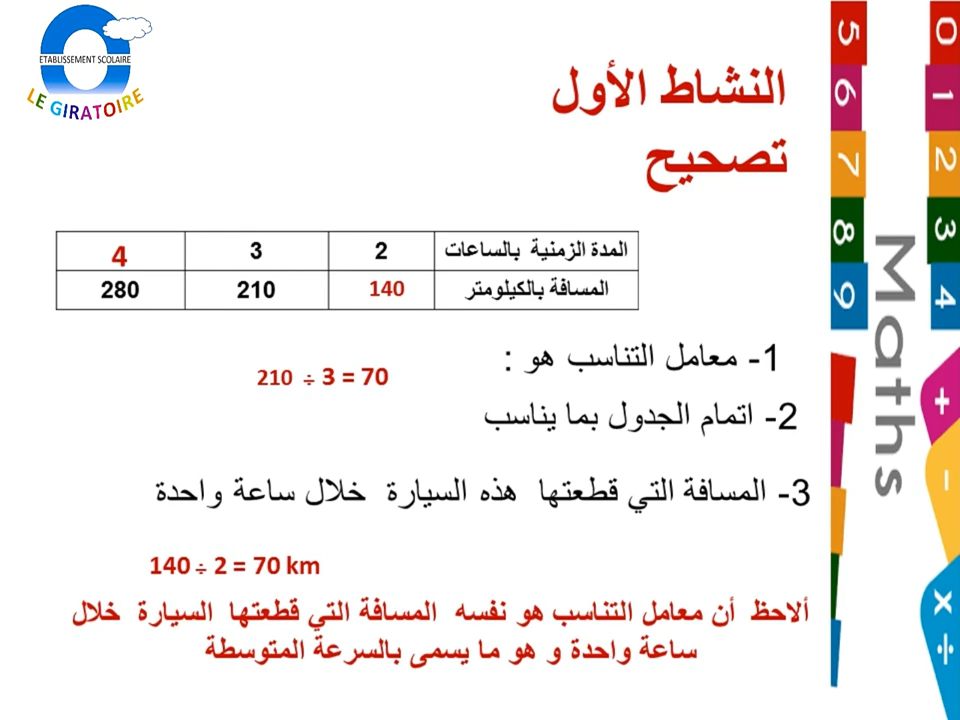 ETABLISSEMENT SCOLAIRE
LE GIRATOIRE
النشاط الأول
تصحيح
المدة الزمنية بالساعات 2 3 4
المسافة بالكيلومتر 140 210 280
1- معامل التناسب هو :
210 ÷ 3 = 70
2- اتمام الجدول بما يناسب
3- المسافة التي قطعتها هذه السيارة خلال ساعة واحدة
140 ÷ 2 = 70 km
ألاحظ أن معامل التناسب هو نفسه المسافة التي قطعتها السيارة خلال
ساعة واحدة و هو ما يسمى بالسرعة المتوسطة
0 1 2 3 4
5 6 7 8 9
Maths
+ − × ÷